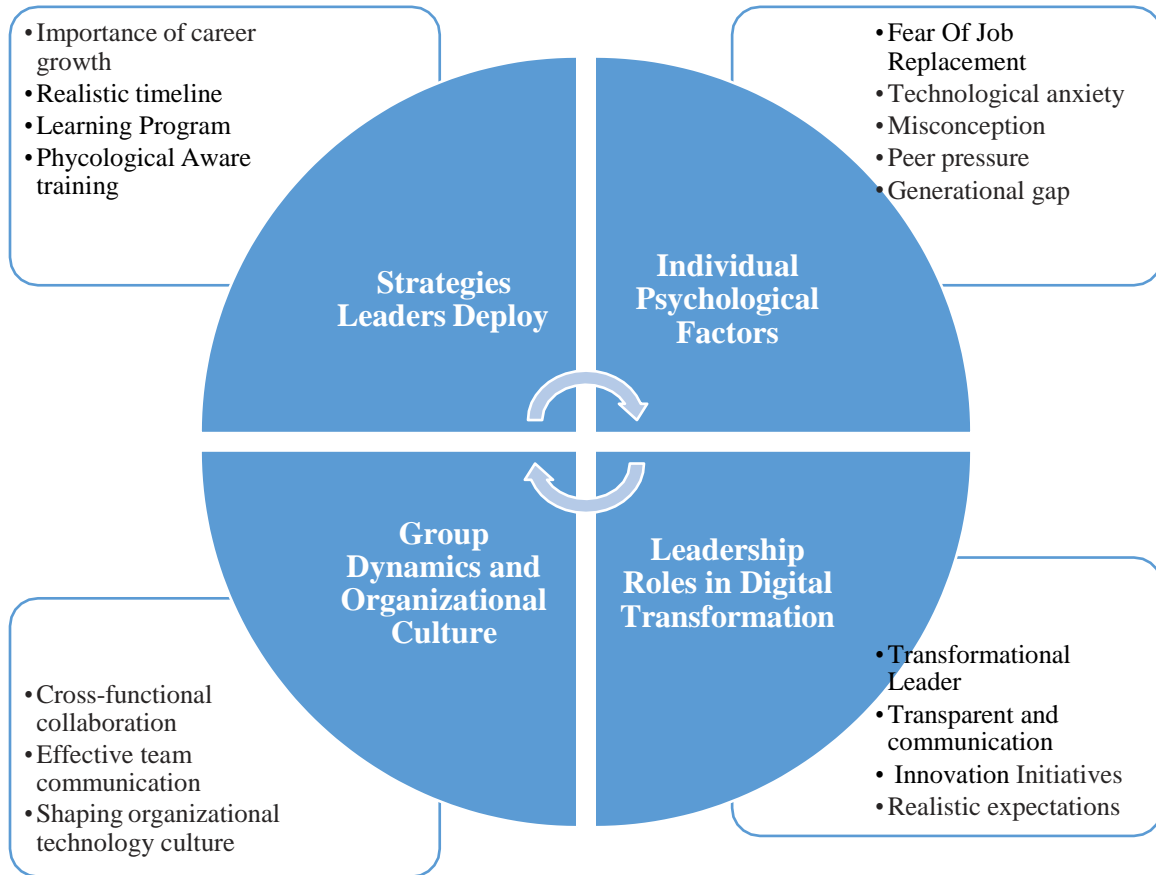 • Importance of career
growth
• Realistic timeline
• Learning Program
• Phycological Aware
training
• Fear Of Job
Replacement
• Technological anxiety
• Misconception
• Peer pressure
• Generational gap
Strategies
Leaders Deploy
Individual
Psychological
Factors
Group
Dynamics and
Organizational
Culture
Leadership
Roles in Digital
Transformation
• Cross-functional
collaboration
• Effective team
communication
• Shaping organizational
technology culture
• Transformational
Leader
• Transparent and
communication
• Innovation Initiatives
• Realistic expectations